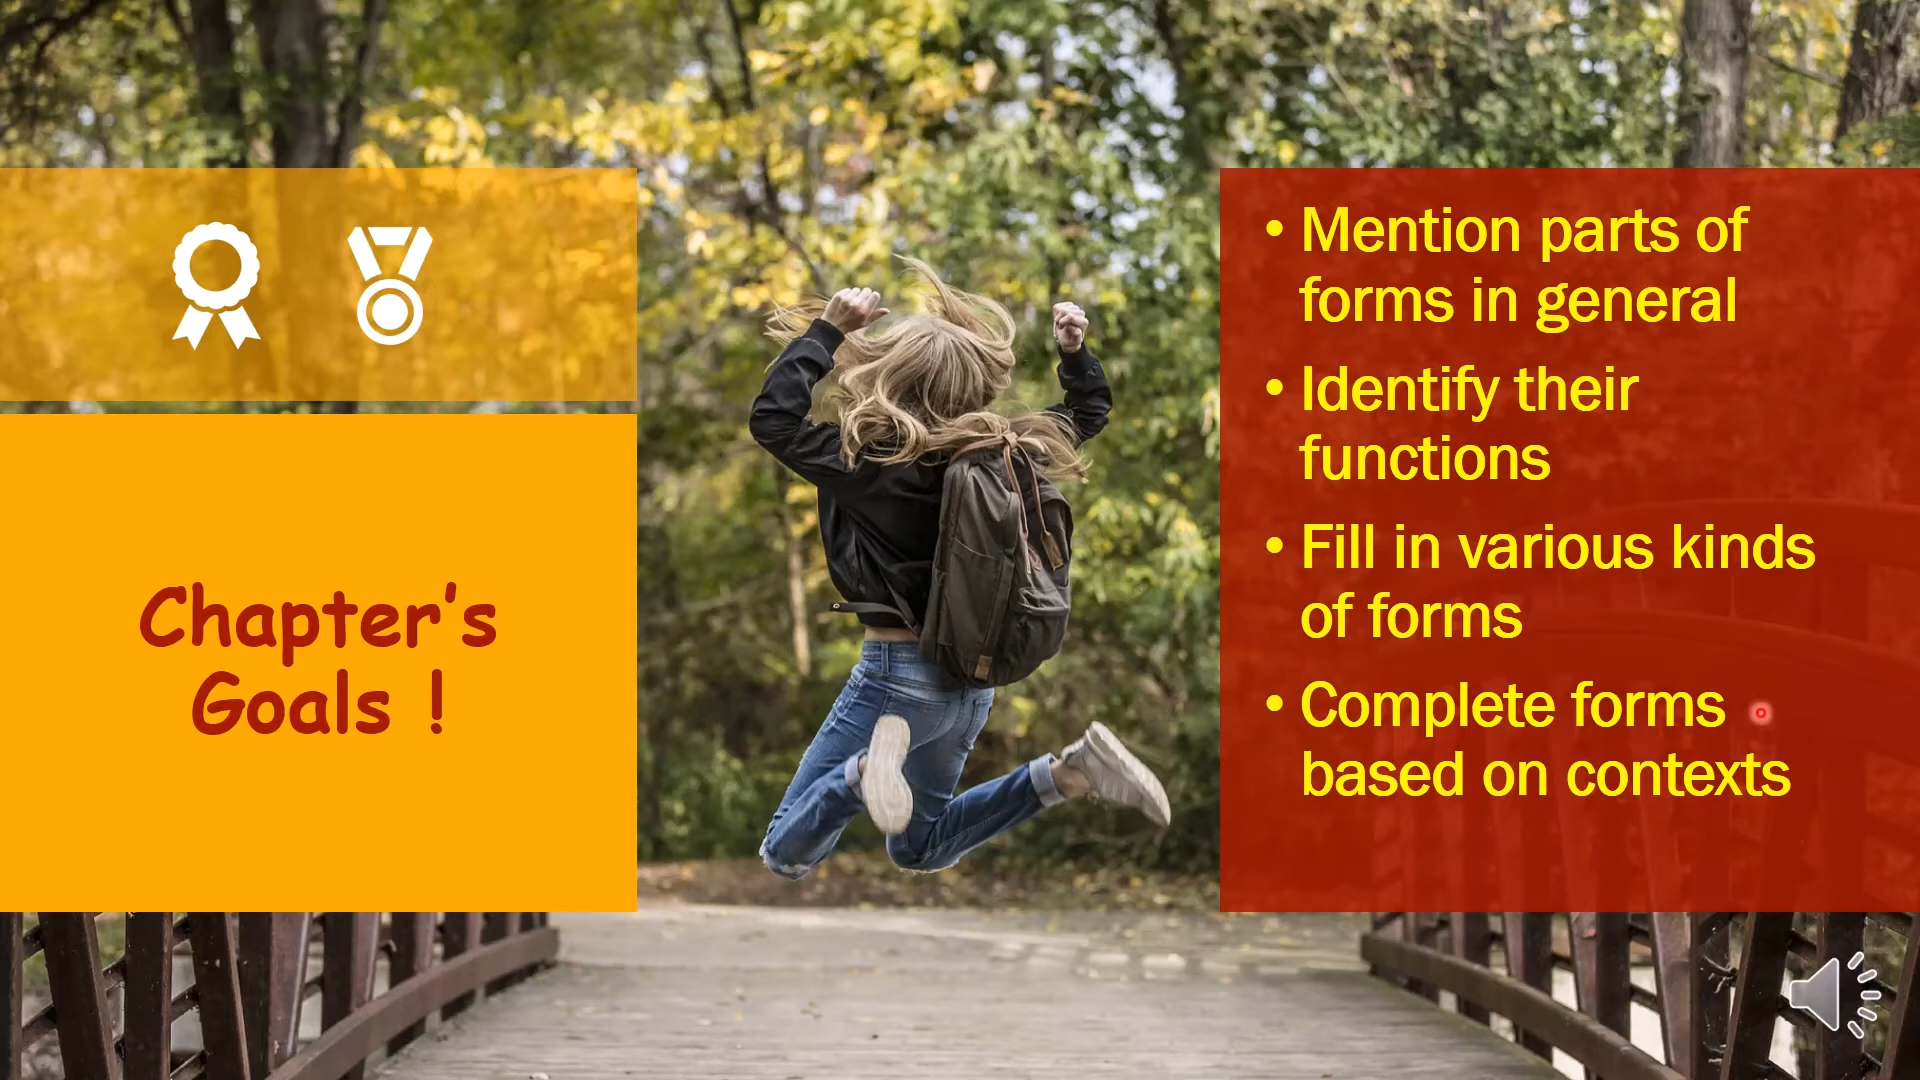 Chapter's
Goals !
• Mention parts of
forms in general
• Identify their
functions
• Fill in various kinds
of forms
• Complete forms
based on contexts